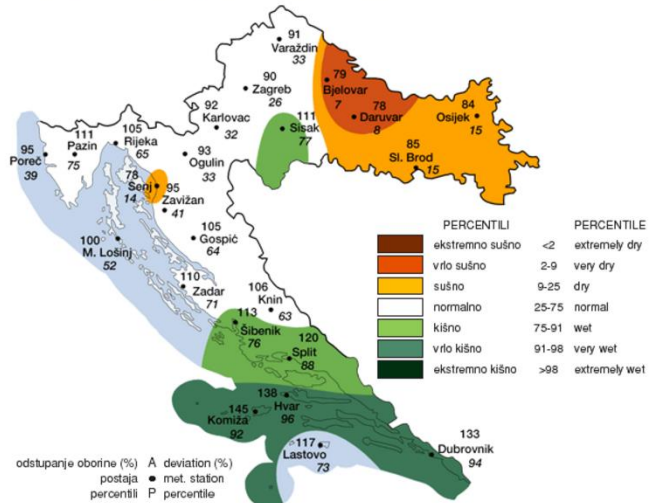 91
Varaždin
33
90
Zagreb
26
79
Bjelovar
7
78
Daruvar
8
84
Osijek
15
85
Sl. Brod
15
92
Karlovac
32
111
Sisak
77
105
Rijeka
65
111
Pazin
75
95
Poreč
39
93
Ogulin
33
78
Senj
14
95
Zavižan
41
105
Gospić
64
100
M. Lošinj
52
110
Zadar
71
106
Knin
63
113
Šibenik
76
120
Split
88
138
Hvar
96
145
Komiža
92
117
Lastovo
73
133
Dubrovnik
94
PERCENTILI PERCENTILE
ekstremno sušno <2 extremely dry
vrlo sušno 2-9 very dry
sušno 9-25 dry
normalno 25-75 normal
kišno 75-91 wet
vrlo kišno 91-98 very wet
ekstremno kišno >98 extremely wet
odstupanje oborine (%) A deviation (%)
postaja met. station
percentili P percentile